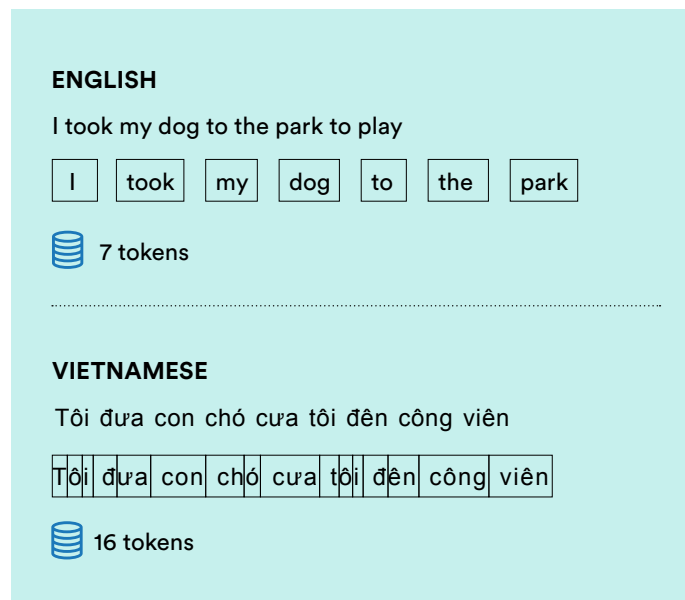 ENGLISH
I took my dog to the park to play
I took my dog to the park
7 tokens
VIETNAMESE
Tôi đưa con chó cưa tôi đên công viên
Tôi đưa con chó cưa tôi đên công viên
16 tokens